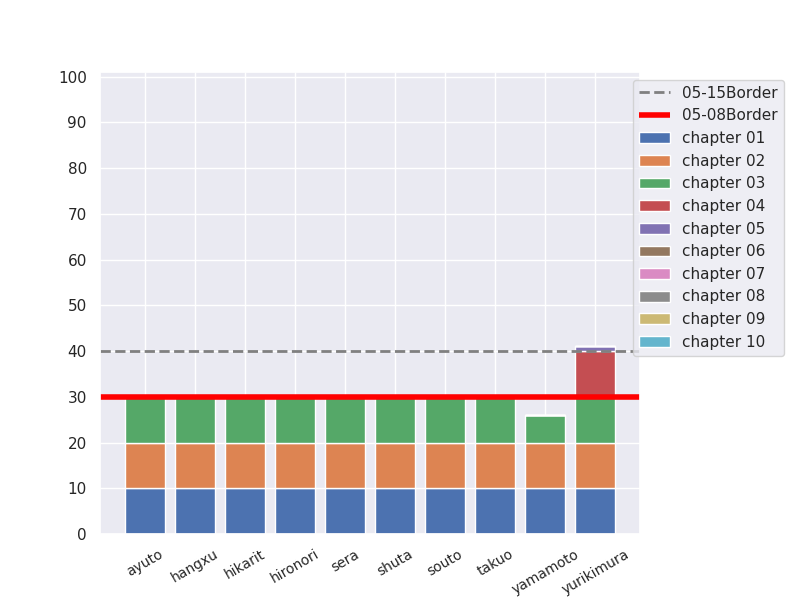 100
90
80
70
60
50
40
30
20
10
0
ayuto
hangxu
hikarit
hironori
sera
shuta
souto
takuo
yamamoto
yurikimura
05-15Border
05-08Border
chapter 01
chapter 02
chapter 03
chapter 04
chapter 05
chapter 06
chapter 07
chapter 08
chapter 09
chapter 10